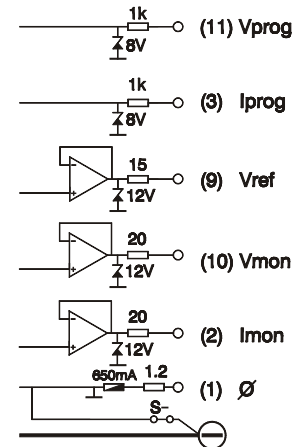 1k
(11) Vprog
8V
1k
(3) Iprog
8V
15
(9) Vref
12V
20
(10) Vmon
12V
20
(2) Imon
12V
650mA 1.2
(1) Ø
S−